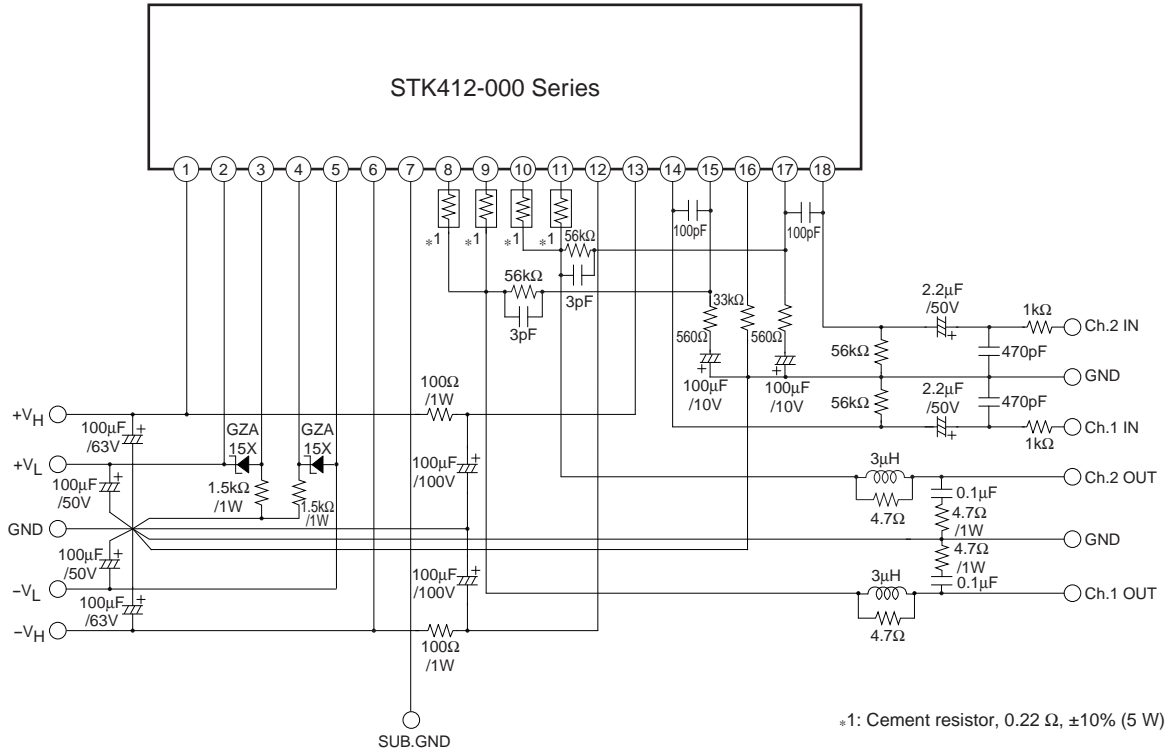 STK412-000 Series
1 2 3 4 5 6 7 8 9 10 11 12 13 14 15 16 17 18
*1 *1 *1 *1
100pF
100pF
56kΩ
3pF
56kΩ
3pF
33kΩ
560Ω
560Ω
100µF
/10V
100µF
/10V
2.2µF
/50V
1kΩ
Ch.2 IN
56kΩ
470pF
GND
56kΩ
2.2µF
/50V
470pF
Ch.1 IN
1kΩ
+VH
100Ω
/1W
100µF
/63V
GZA
15X
GZA
15X
+VL
100µF
/50V
1.5kΩ
/1W
1.5kΩ
/1W
100µF
/100V
3µH
4.7Ω
Ch.2 OUT
0.1µF
4.7Ω
/1W
GND
GND
4.7Ω
/1W
0.1µF
100µF
/50V
100µF
/100V
3µH
4.7Ω
Ch.1 OUT
−VL
100µF
/63V
−VH
100Ω
/1W
SUB.GND
*1: Cement resistor, 0.22 Ω, ±10% (5 W)